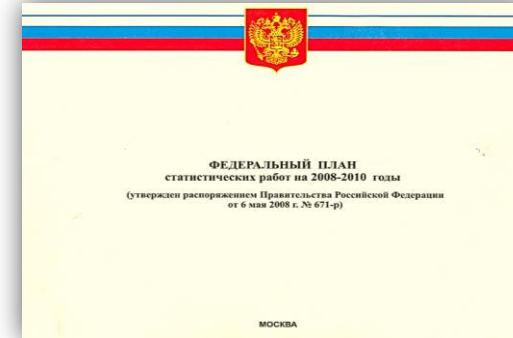 ФЕДЕРАЛЬНЫЙ ПЛАН
статистических работ на 2008-2010 годы
(утвержден распоряжением Правительства Российской Федерации
от 6 мая 2008 г. № 671-р)
МОСКВА